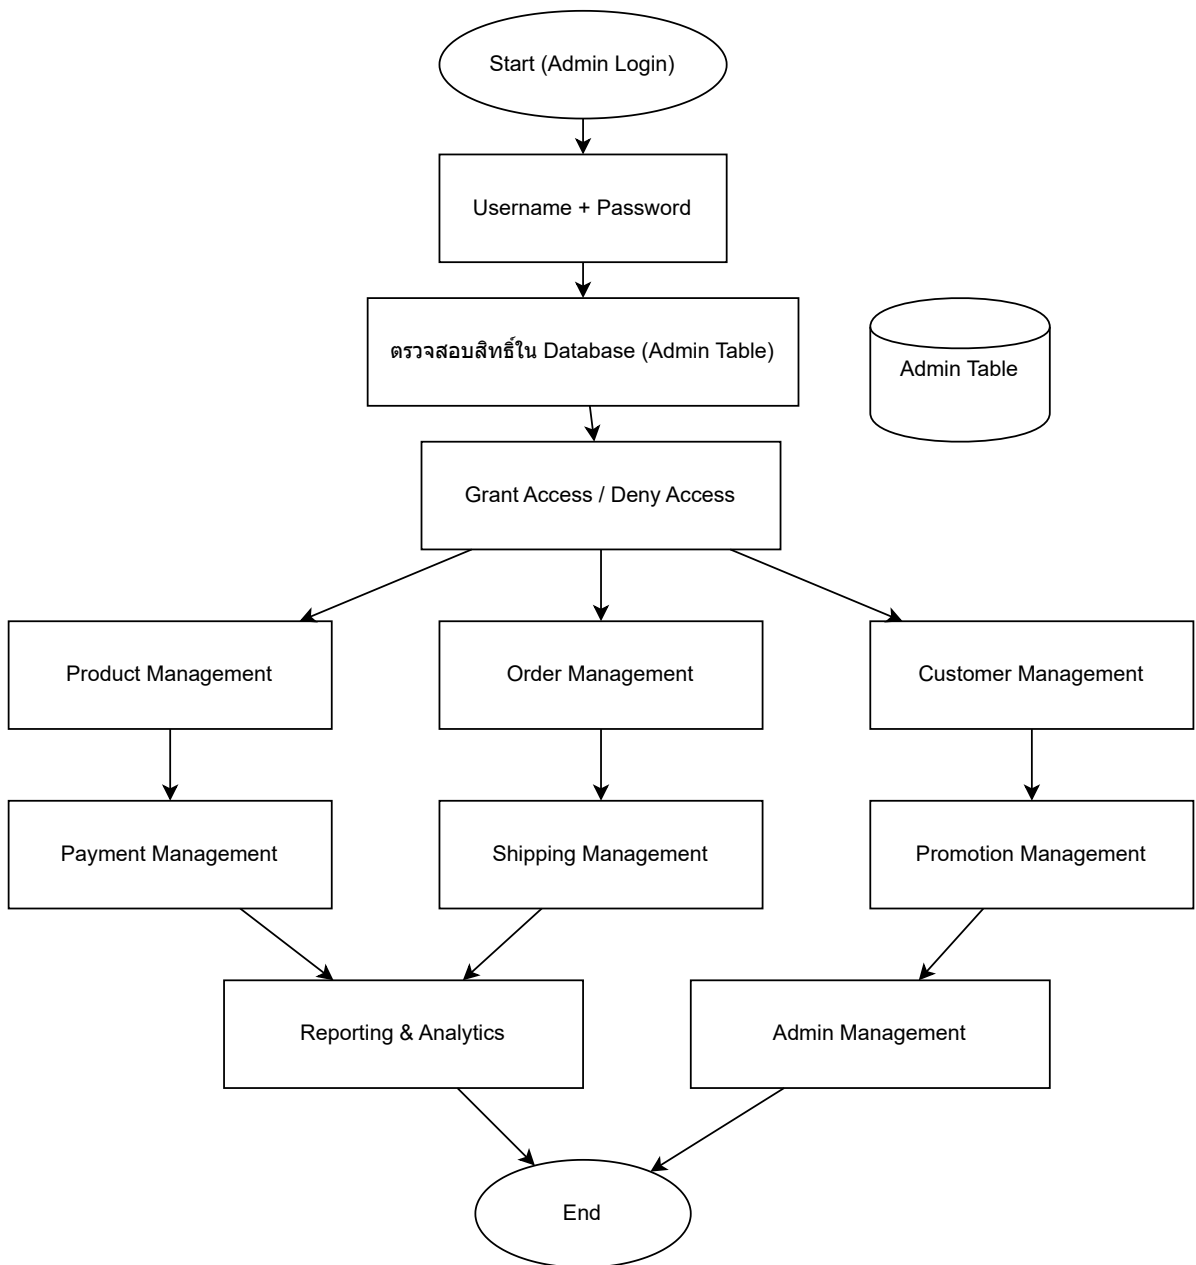 Start (Admin Login)
Username + Password
ตรวจสอบสิทธิ์ใน Database (Admin Table)
Admin Table
Grant Access / Deny Access
Product Management
Order Management
Customer Management
Payment Management
Shipping Management
Promotion Management
Reporting & Analytics
Admin Management
End